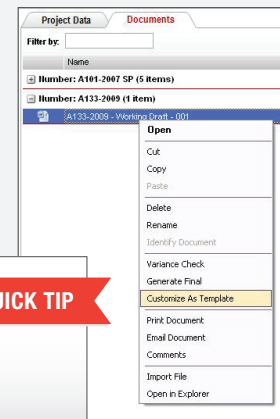 Project Data
Documents
Filter by:
Name
Number: A101-2007 SP (5 items)
Number: A133-2009 (1 item)
A133-2009 - Working Draft - 001
Open
Cut
Copy
Paste
Delete
Rename
Identify Document
Variance Check
Generate Final
Customize As Template
Print Document
Email Document
Comments
Import File
Open in Explorer
UICK TIP